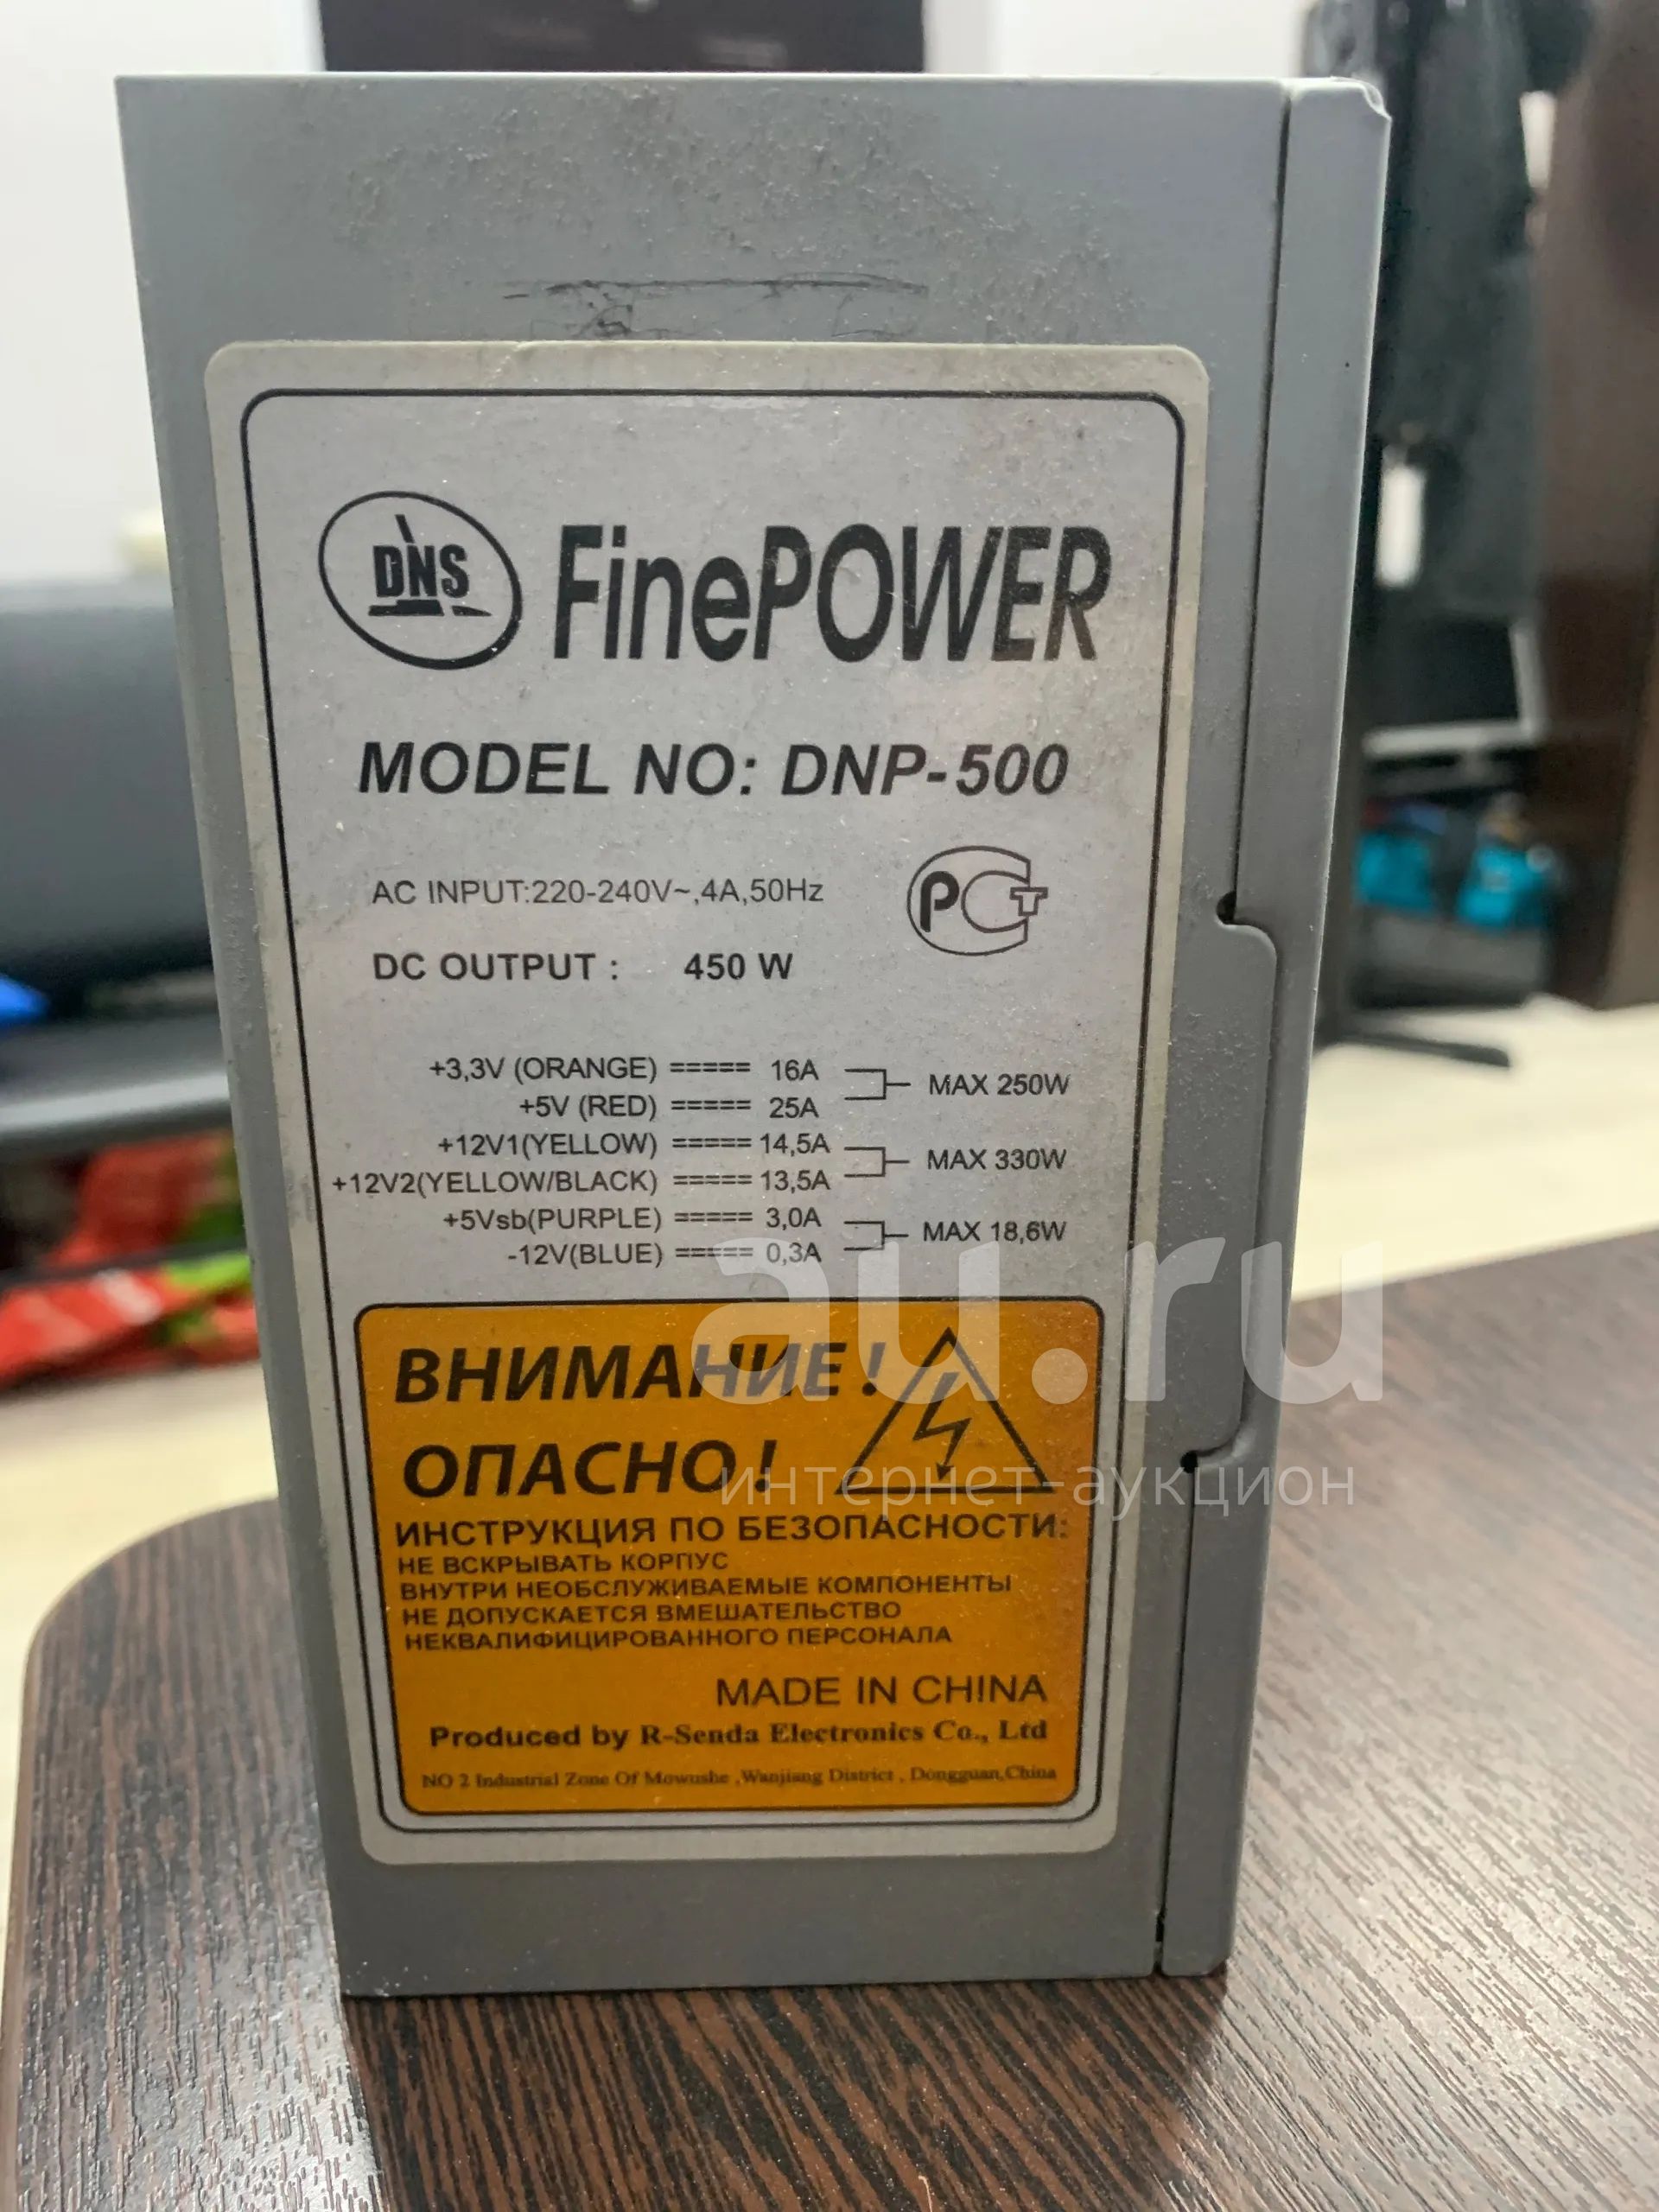 DNS
FinePOWER
MODEL NO: DNP-500
AC INPUT:220-240V~,4A,50Hz
РСТ
DC OUTPUT : 450 W
+3,3V (ORANGE) ===== 16A
MAX 250W
+5V (RED) ===== 25A
+12V1(YELLOW) ===== 14,5A
MAX 330W
+12V2(YELLOW/BLACK) ===== 13,5A
+5Vsb(PURPLE) ===== 3,0A
MAX 18,6W
-12V(BLUE) ===== 0,3A
au.ru
интернет-аукцион
ВНИМАНИЕ !
ОПАСНО!
ИНСТРУКЦИЯ ПО БЕЗОПАСНОСТИ:
НЕ ВСКРЫВАТЬ КОРПУС
ВНУТРИ НЕОБСЛУЖИВАЕМЫЕ КОМПОНЕНТЫ
НЕ ДОПУСКАЕТСЯ ВМЕШАТЕЛЬСТВО
НЕКВАЛИФИЦИРОВАННОГО ПЕРСОНАЛА
MADE IN CHINA
Produced by R-Senda Electronics Co., Ltd
NO 2 Industrial Zone Of Mowushe ,Wanjiang District , Dongguan,China